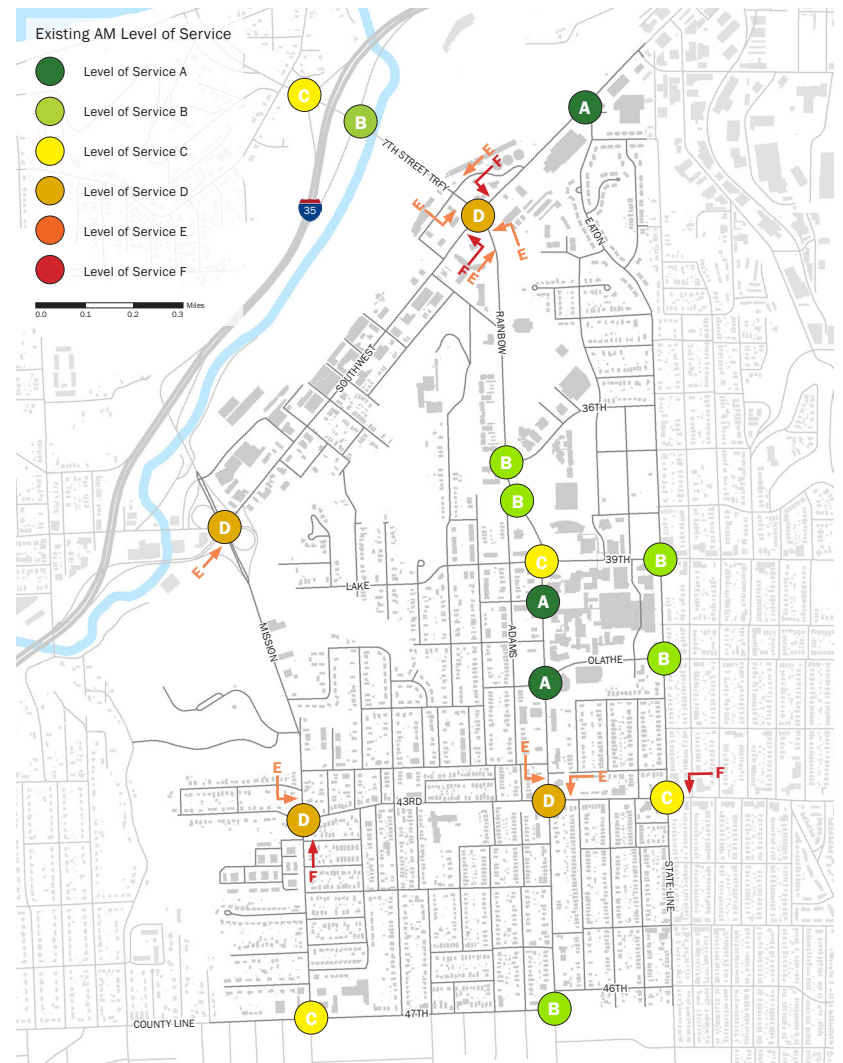 Existing AM Level of Service
Level of Service A
Level of Service B
Level of Service C
Level of Service D
Level of Service E
Level of Service F
0.0 0.1 0.2 0.3 Miles
C
B
A
7TH STREET TRFY
E
F
35
E
D
E
F
E
EATON
RAINBOW
SOUTHWEST
36TH
B
B
D
E
C
39TH
B
LAKE
A
MISSION
ADAMS
OLATHE
B
A
E
E
F
E
43RD
D
C
D
F
STATE LINE
46TH
B
47TH
C
COUNTY LINE